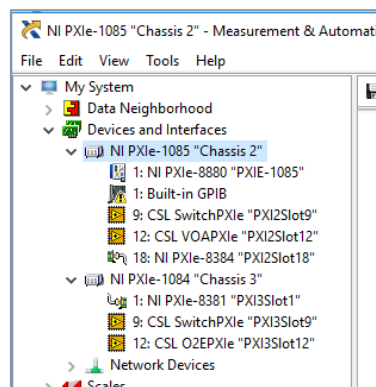 NI PXIe-1085 "Chassis 2" - Measurement & Automati
File Edit View Tools Help
My System
Data Neighborhood
Devices and Interfaces
NI PXIe-1085 "Chassis 2"
1: NI PXIe-8880 "PXIE-1085"
1: Built-in GPIB
9: CSL SwitchPXIe "PXI2Slot9"
12: CSL VOAPXIe "PXI2Slot12"
18: NI PXIe-8384 "PXI2Slot18"
NI PXIe-1084 "Chassis 3"
1: NI PXIe-8381 "PXI3Slot1"
9: CSL SwitchPXIe "PXI3Slot9"
12: CSL O2EPXIe "PXI3Slot12"
Network Devices
Scales